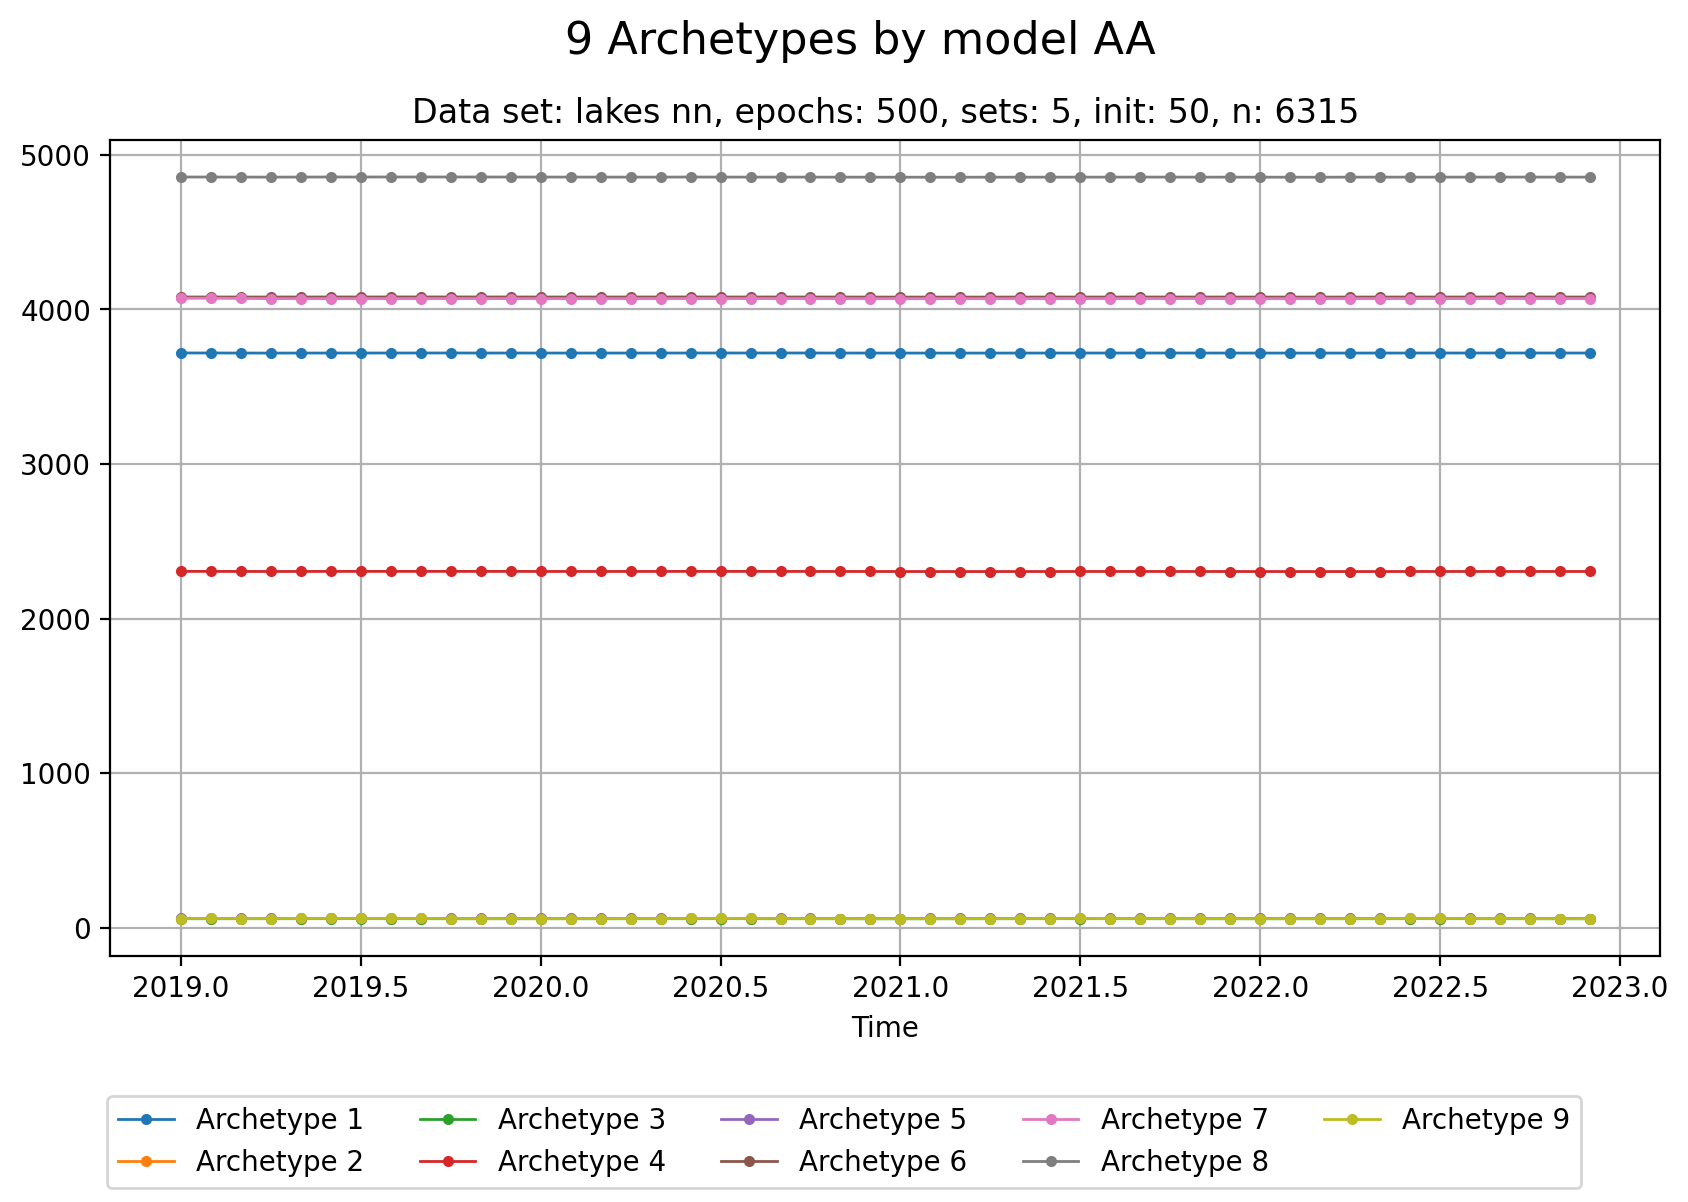 9 Archetypes by model AA
Data set: lakes nn, epochs: 500, sets: 5, init: 50, n: 6315
5000
4000
3000
2000
1000
0
2019.0 2019.5 2020.0 2020.5 2021.0 2021.5 2022.0 2022.5 2023.0
Time
Archetype 1 Archetype 3 Archetype 5 Archetype 7 Archetype 9
Archetype 2 Archetype 4 Archetype 6 Archetype 8